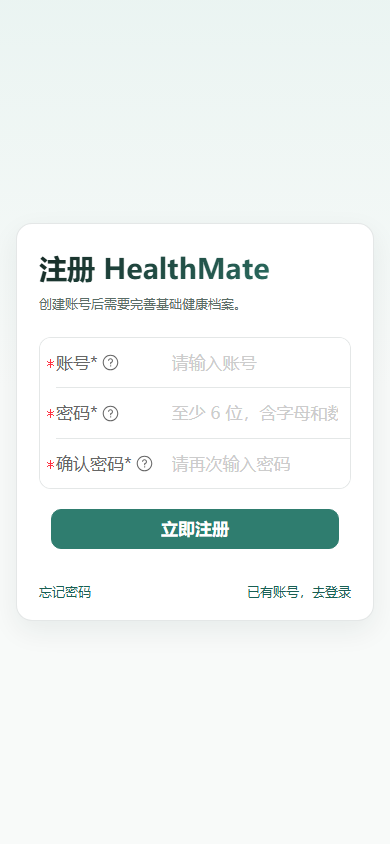 注册 HealthMate
创建账号后需要完善基础健康档案。
*账号* ? 请输入账号
*密码* ? 至少 6 位，含字母和数
*确认密码* ? 请再次输入密码
立即注册
忘记密码 已有账号，去登录